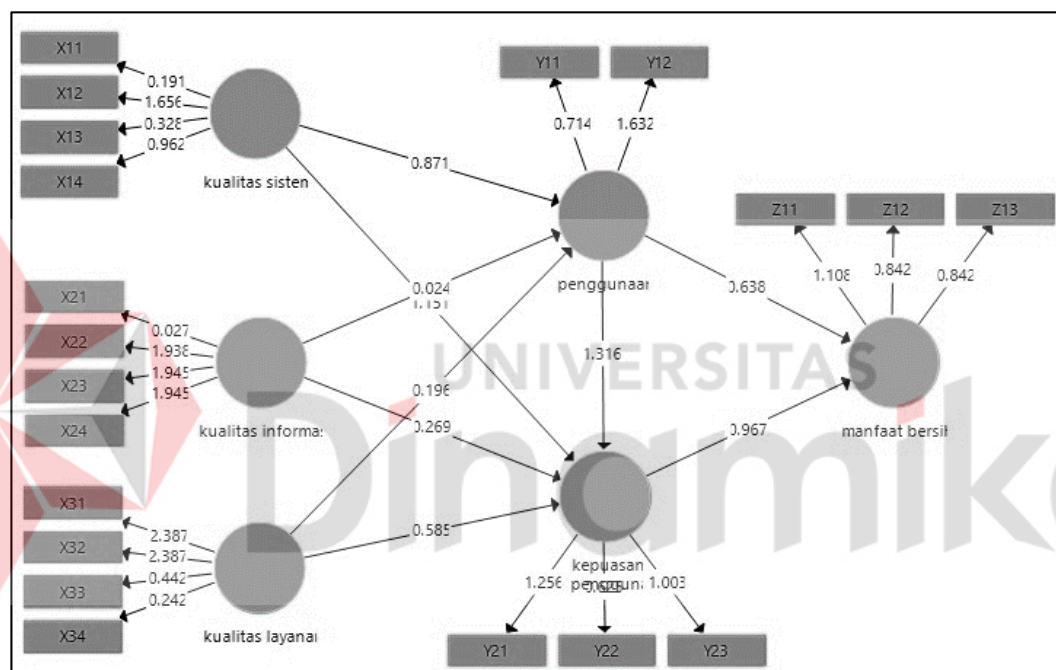 X11
X12
X13
X14
0.191
1.656
0.328
0.962
kualitas sisten
Y11
Y12
0.714
1.632
0.871
penggunaar
Z11
Z12
Z13
1.108
0.842
0.842
0.638
manfaat bersil
X21
X22
X23
X24
0.027
1.938
1.945
1.945
kualitas informa:
0.024
1.316
0.196
0.269
0.967
UNIVERSITAS
Dinamika
X31
X32
X33
X34
2.387
2.387
0.442
0.242
kualitas layanar
0.585
kepuasan
1.256
1.003
Y21
Y22
Y23